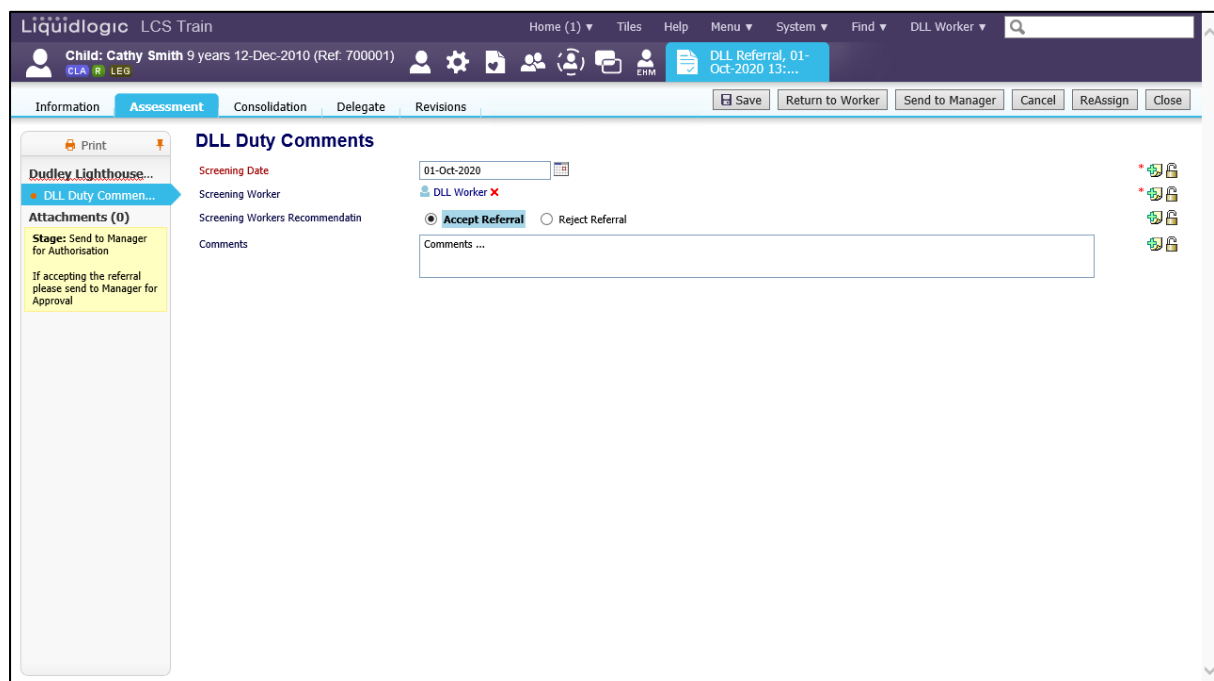 Liquidlogic LCS Train
Home (1) ▾ Tiles Help Menu ▾ System ▾ Find ▾ DLL Worker ▾
Child: Cathy Smith 9 years 12-Dec-2010 (Ref: 700001)
CLA R LEG
EHM
DLL Referral, 01-
Oct-2020 13:...
Information Assessment Consolidation Delegate Revisions
Save Return to Worker Send to Manager Cancel ReAssign Close
Print
DLL Duty Comments
Dudley Lighthouse...
DLL Duty Commen...
Attachments (0)
Stage: Send to Manager
for Authorisation
If accepting the referral
please send to Manager for
Approval
Screening Date 01-Oct-2020 *
Screening Worker DLL Worker *
Screening Workers Recommendatin Accept Referral Reject Referral
Comments Comments ...